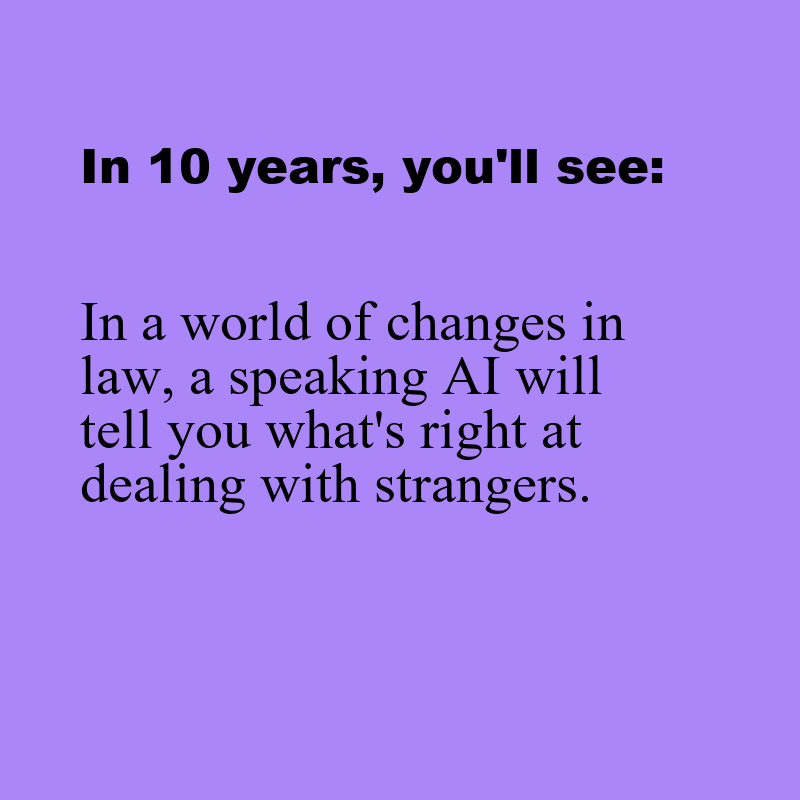 In 10 years, you'll see:
In a world of changes in
law, a speaking AI will
tell you what's right at
dealing with strangers.